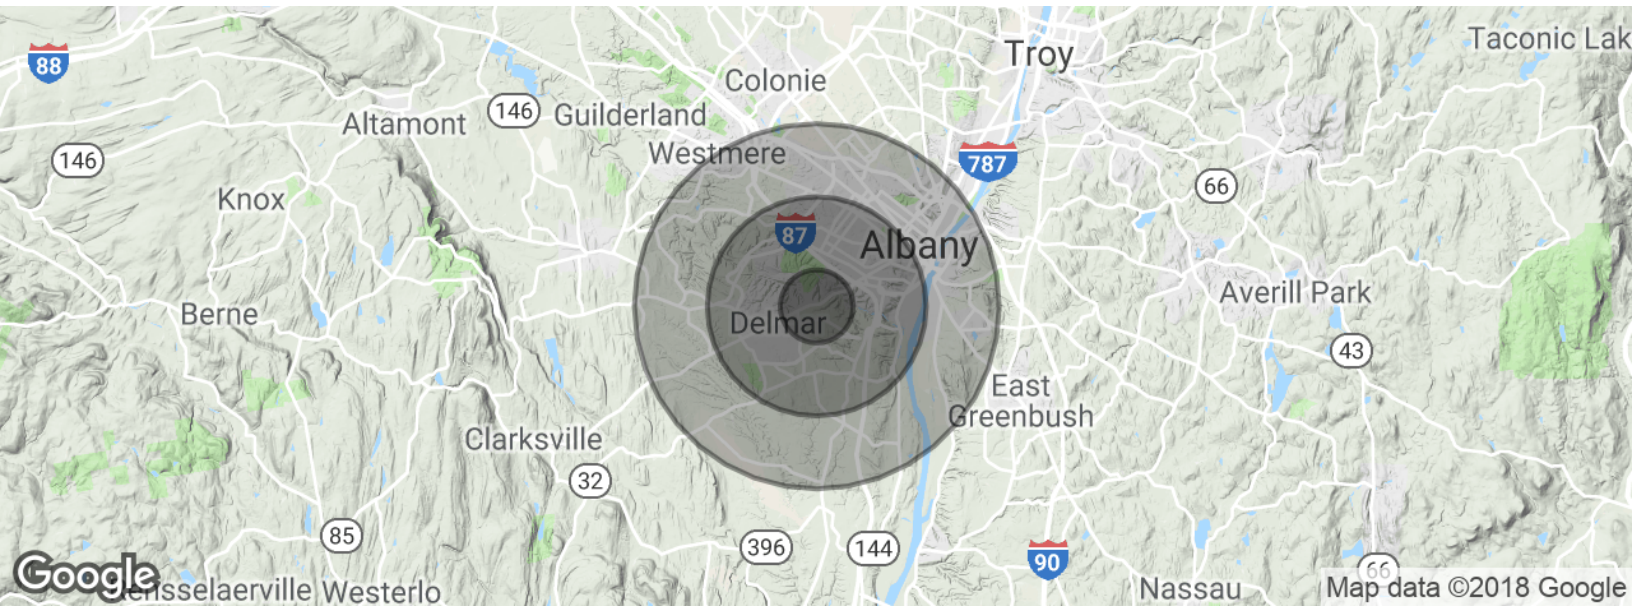 Taconic Lak
Troy
88
Colonie
146
Guilderland
Altamont
Westmere
146
787
Knox
66
87
Albany
Averill Park
Berne
Delmar
43
East
Greenbush
Clarksville
32
85
396
144
90
66
Google
Westerlo
Nassau
Map data ©2018 Google